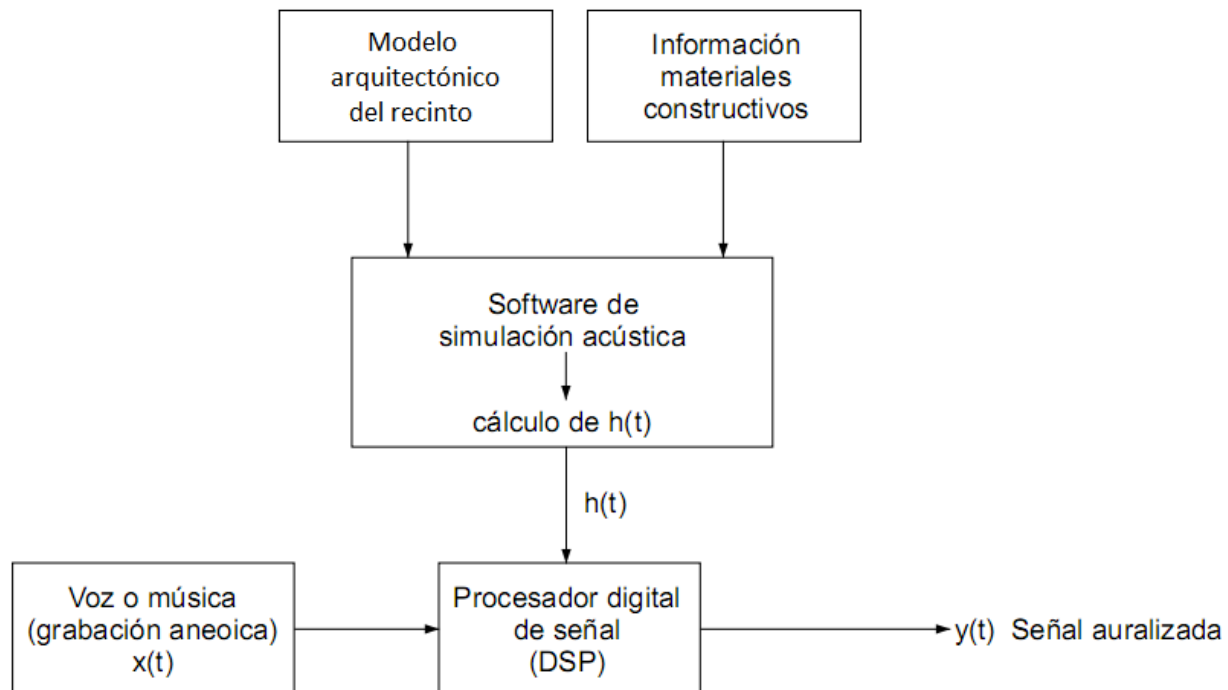 Modelo
arquitectónico
del recinto
Información
materiales
constructivos
Software de
simulación acústica
cálculo de h(t)
h(t)
Voz o música
(grabación aneoica)
x(t)
Procesador digital
de señal
(DSP)
y(t) Señal auralizada